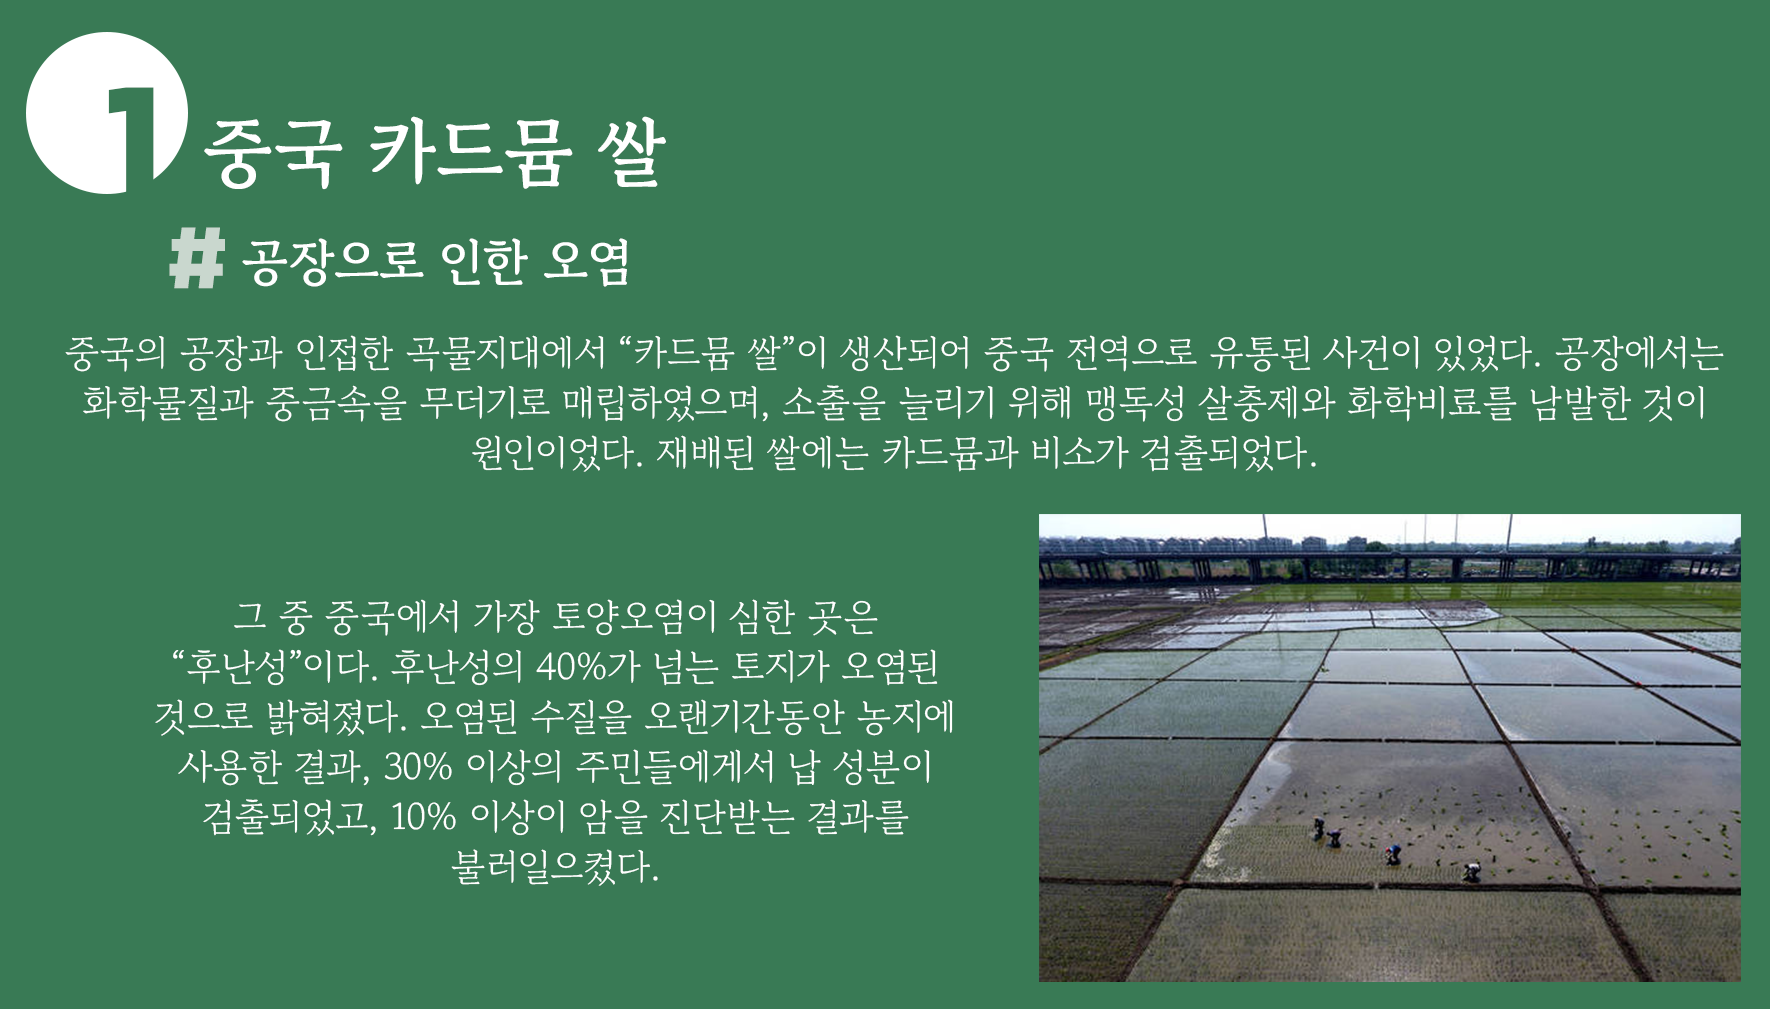 1
중국 카드뮴 쌀
# 공장으로 인한 오염
중국의 공장과 인접한 곡물지대에서 “카드뮴 쌀”이 생산되어 중국 전역으로 유통된 사건이 있었다. 공장에서는
화학물질과 중금속을 무더기로 매립하였으며, 소출을 늘리기 위해 맹독성 살충제와 화학비료를 남발한 것이
원인이었다. 재배된 쌀에는 카드뮴과 비소가 검출되었다.
그 중 중국에서 가장 토양오염이 심한 곳은
“후난성”이다. 후난성의 40%가 넘는 토지가 오염된
것으로 밝혀졌다. 오염된 수질을 오랜기간동안 농지에
사용한 결과, 30% 이상의 주민들에게서 납 성분이
검출되었고, 10% 이상이 암을 진단받는 결과를
불러일으켰다.